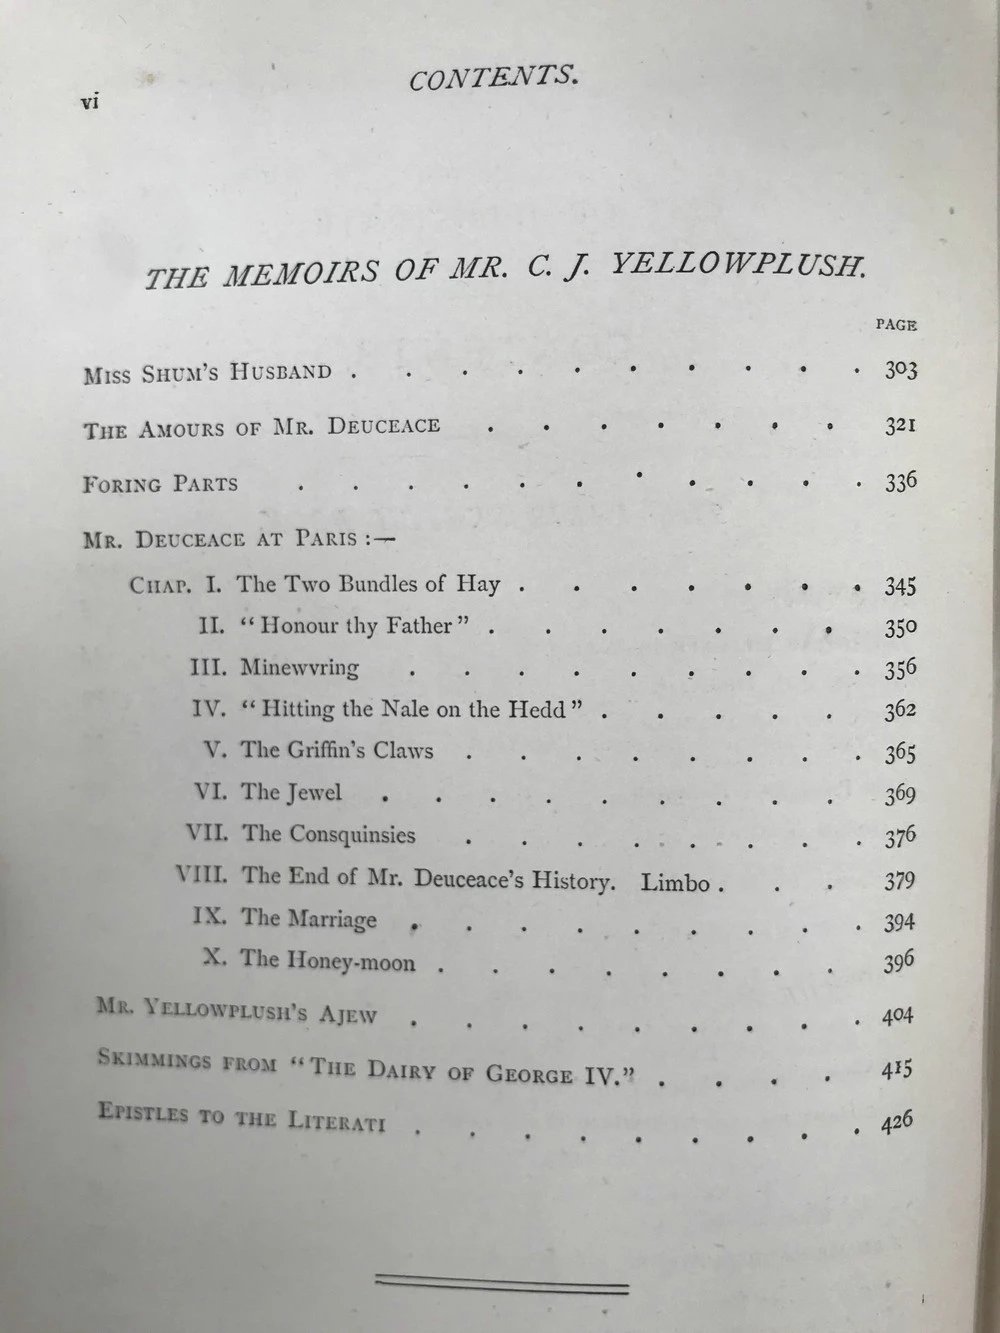 vi
CONTENTS.
THE MEMOIRS OF MR. C. J. YELLOWPLUSH.
PAGE
MISS SHUM'S HUSBAND . . . . . . . . . . 303
THE AMOURS OF MR. DEUCEACE . . . . . . . 321
FORING PARTS . . . . . . . . . . . 336
MR. DEUCEACE AT PARIS :—
CHAP. I. The Two Bundles of Hay . . . . . . . 345
II. “Honour thy Father” . . . . . . . 350
III. Minewvring . . . . . . . . . 356
IV. “Hitting the Nale on the Hedd” . . . . . 362
V. The Griffin's Claws . . . . . . . . 365
VI. The Jewel . . . . . . . . . 369
VII. The Consquinsies . . . . . . . . 376
VIII. The End of Mr. Deuceace's History. Limbo . . . 379
IX. The Marriage . . . . . . . . . 394
X. The Honey-moon . . . . . . . . 396
MR. YELLOWPLUSH'S AJEW . . . . . . . . . 404
SKIMMINGS FROM “THE DAIRY OF GEORGE IV.” . . . . 415
EPISTLES TO THE LITERATI . . . . . . . . . 426